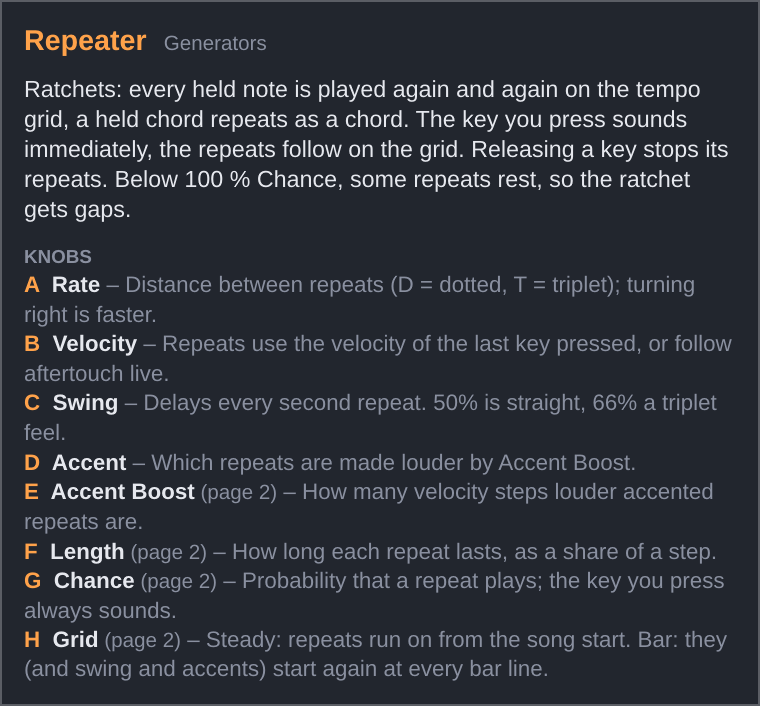 Repeater Generators
Ratchets: every held note is played again and again on the tempo
grid, a held chord repeats as a chord. The key you press sounds
immediately, the repeats follow on the grid. Releasing a key stops its
repeats. Below 100 % Chance, some repeats rest, so the ratchet
gets gaps.
KNOBS
A Rate – Distance between repeats (D = dotted, T = triplet); turning
right is faster.
B Velocity – Repeats use the velocity of the last key pressed, or follow
aftertouch live.
C Swing – Delays every second repeat. 50% is straight, 66% a triplet
feel.
D Accent – Which repeats are made louder by Accent Boost.
E Accent Boost (page 2) – How many velocity steps louder accented
repeats are.
F Length (page 2) – How long each repeat lasts, as a share of a step.
G Chance (page 2) – Probability that a repeat plays; the key you press
always sounds.
H Grid (page 2) – Steady: repeats run on from the song start. Bar: they
(and swing and accents) start again at every bar line.